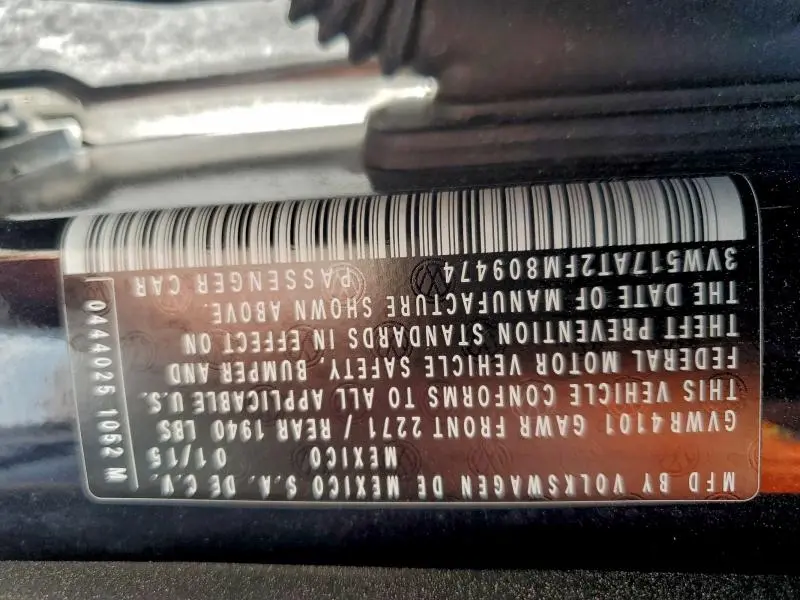 MFD BY VOLKSWAGEN DE MEXICO S.A. DE C.V.
MEXICO 01/15
GVWR 4101 GAWR FRONT 2271 / REAR 1940 LBS
THIS VEHICLE CONFORMS TO ALL APPLICABLE U.S.
FEDERAL MOTOR VEHICLE SAFETY, BUMPER AND
THEFT PREVENTION STANDARDS IN EFFECT ON
THE DATE OF MANUFACTURE SHOWN ABOVE.
3VW517AT2FM809474 PASSENGER CAR
0444025 1052 M